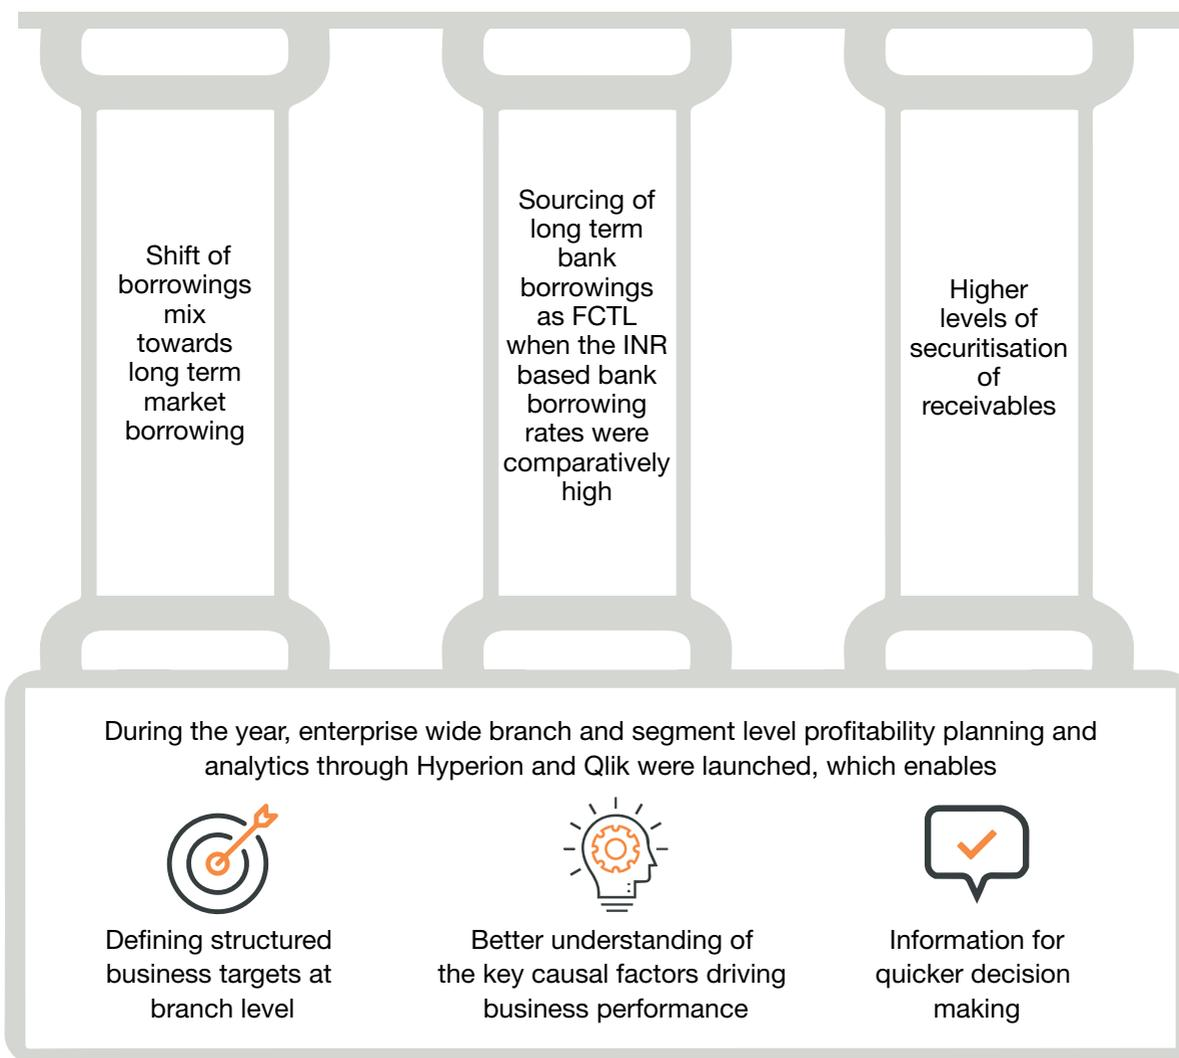 Shift of
borrowings
mix
towards
long term
market
borrowing
Sourcing of
long term
bank
borrowings
as FCTL
when the INR
based bank
borrowing
rates were
comparatively
high
Higher
levels of
securitisation
of
receivables
During the year, enterprise wide branch and segment level profitability planning and
analytics through Hyperion and Qlik were launched, which enables
Defining structured
business targets at
branch level
Better understanding of
the key causal factors driving
business performance
Information for
quicker decision
making